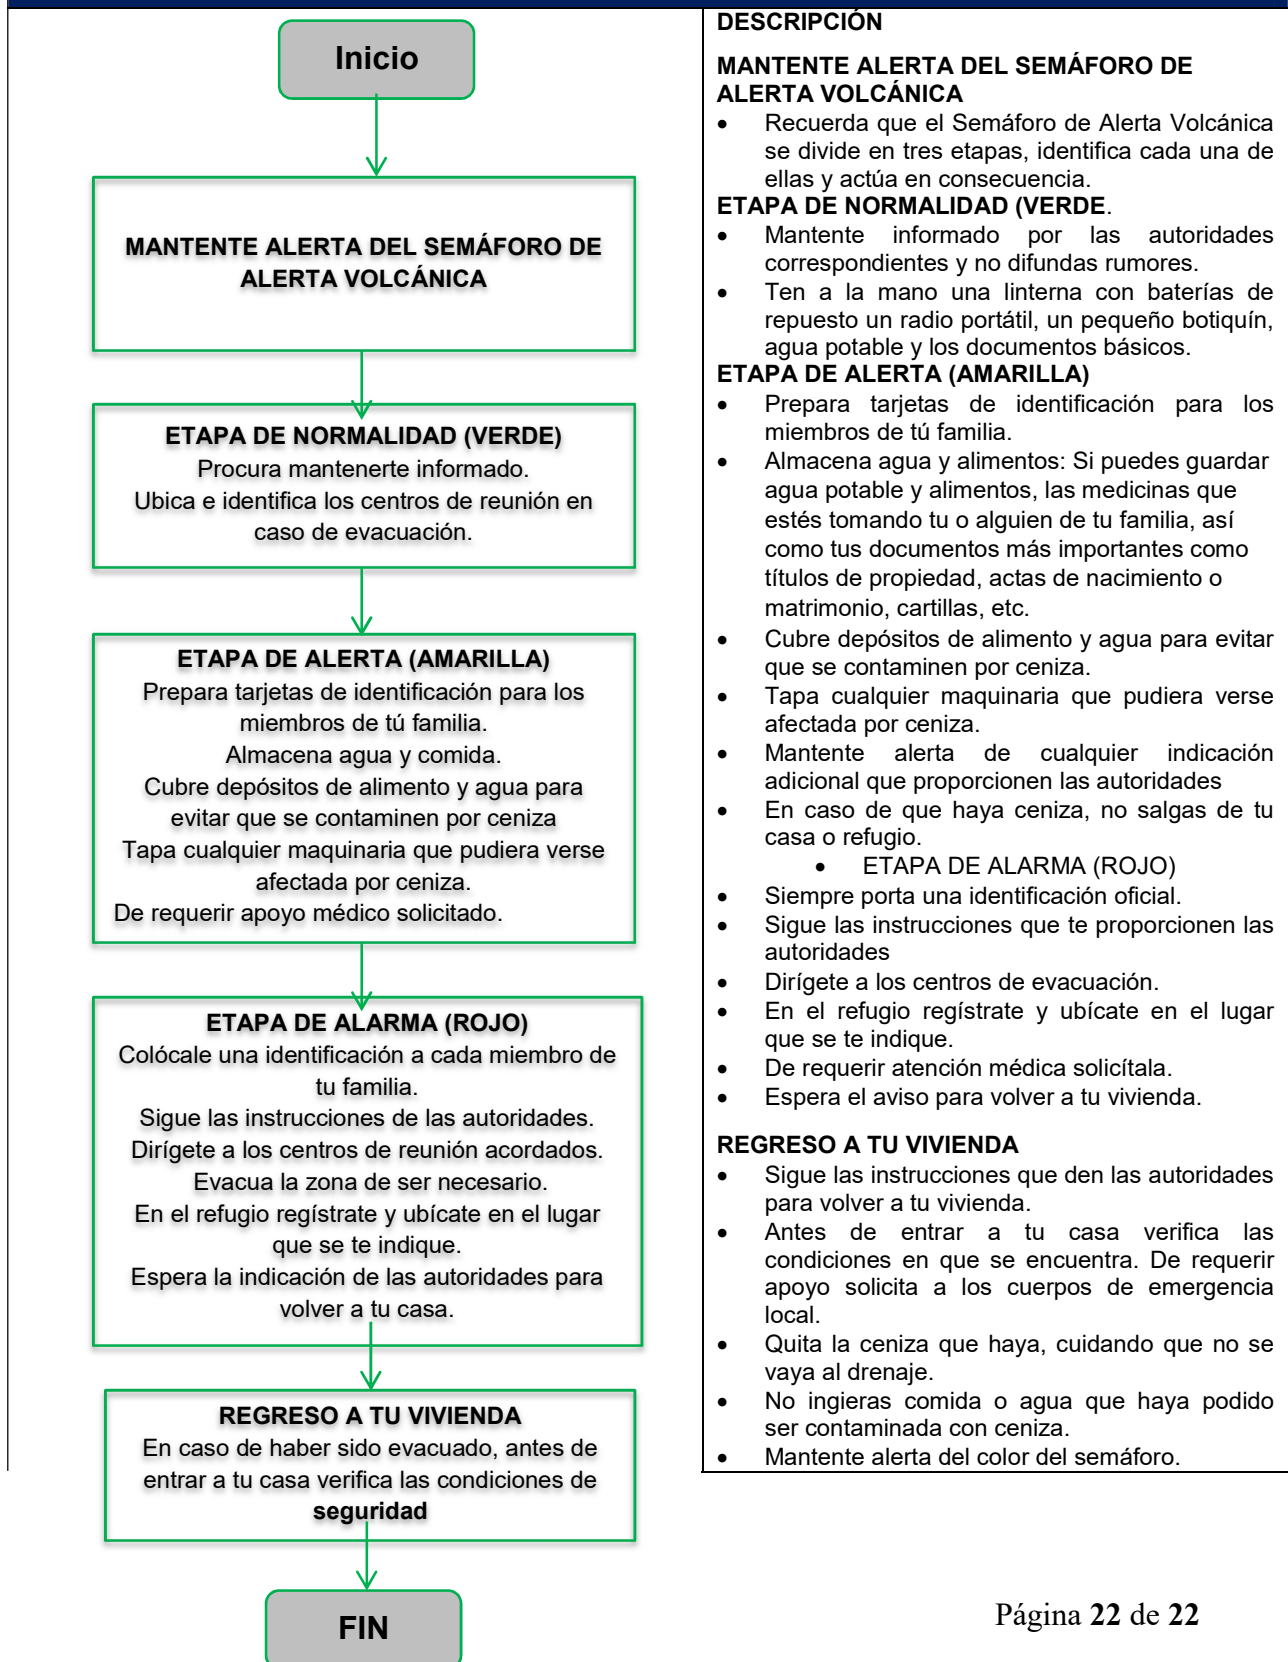 Inicio
MANTENTE ALERTA DEL SEMÁFORO DE
ALERTA VOLCÁNICA
ETAPA DE NORMALIDAD (VERDE)
Procura mantenerte informado.
Ubica e identifica los centros de reunión en
caso de evacuación.
ETAPA DE ALERTA (AMARILLA)
Prepara tarjetas de identificación para los
miembros de tú familia.
Almacena agua y comida.
Cubre depósitos de alimento y agua para
evitar que se contaminen por ceniza
Tapa cualquier maquinaria que pudiera verse
afectada por ceniza.
De requerir apoyo médico solicitado.
ETAPA DE ALARMA (ROJO)
Colócale una identificación a cada miembro de
tu familia.
Sigue las instrucciones de las autoridades.
Dirígete a los centros de reunión acordados.
Evacua la zona de ser necesario.
En el refugio regístrate y ubícate en el lugar
que se te indique.
Espera la indicación de las autoridades para
volver a tu casa.
REGRESO A TU VIVIENDA
En caso de haber sido evacuado, antes de
entrar a tu casa verifica las condiciones de
seguridad
FIN
DESCRIPCIÓN
MANTENTE ALERTA DEL SEMÁFORO DE
ALERTA VOLCÁNICA
• Recuerda que el Semáforo de Alerta Volcánica
se divide en tres etapas, identifica cada una de
ellas y actúa en consecuencia.
ETAPA DE NORMALIDAD (VERDE.
• Mantente informado por las autoridades
correspondientes y no difundas rumores.
• Ten a la mano una linterna con baterías de
repuesto un radio portátil, un pequeño botiquín,
agua potable y los documentos básicos.
ETAPA DE ALERTA (AMARILLA)
• Prepara tarjetas de identificación para los
miembros de tú familia.
• Almacena agua y alimentos: Si puedes guardar
agua potable y alimentos, las medicinas que
estés tomando tu o alguien de tu familia, así
como tus documentos más importantes como
títulos de propiedad, actas de nacimiento o
matrimonio, cartillas, etc.
• Cubre depósitos de alimento y agua para evitar
que se contaminen por ceniza.
• Tapa cualquier maquinaria que pudiera verse
afectada por ceniza.
• Mantente alerta de cualquier indicación
adicional que proporcionen las autoridades
• En caso de que haya ceniza, no salgas de tu
casa o refugio.
• ETAPA DE ALARMA (ROJO)
• Siempre porta una identificación oficial.
• Sigue las instrucciones que te proporcionen las
autoridades
• Dirígete a los centros de evacuación.
• En el refugio regístrate y ubícate en el lugar
que se te indique.
• De requerir atención médica solicítala.
• Espera el aviso para volver a tu vivienda.
REGRESO A TU VIVIENDA
• Sigue las instrucciones que den las autoridades
para volver a tu vivienda.
• Antes de entrar a tu casa verifica las
condiciones en que se encuentra. De requerir
apoyo solicita a los cuerpos de emergencia
local.
• Quita la ceniza que haya, cuidando que no se
vaya al drenaje.
• No ingieras comida o agua que haya podido
ser contaminada con ceniza.
• Mantente alerta del color del semáforo.
Página 22 de 22